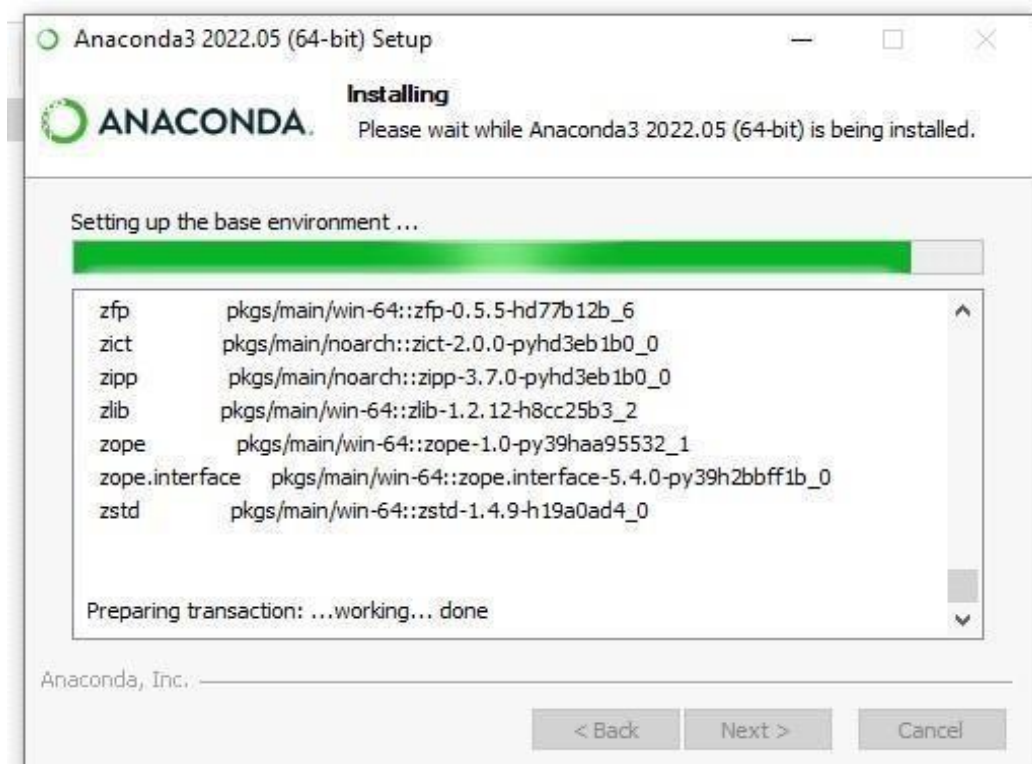 Anaconda3 2022.05 (64-bit) Setup
ANACONDA.
Installing
Please wait while Anaconda3 2022.05 (64-bit) is being installed.
Setting up the base environment ...
zfp pkgs/main/win-64::zfp-0.5.5-hd77b12b_6
zict pkgs/main/noarch::zict-2.0.0-pyhd3eb1b0_0
zipp pkgs/main/noarch::zipp-3.7.0-pyhd3eb1b0_0
zlib pkgs/main/win-64::zlib-1.2.12-h8cc25b3_2
zope pkgs/main/win-64::zope-1.0-py39haa95532_1
zope.interface pkgs/main/win-64::zope.interface-5.4.0-py39h2bbff1b_0
zstd pkgs/main/win-64::zstd-1.4.9-h19a0ad4_0
Preparing transaction: ...working... done
Anaconda, Inc.
< Back Next > Cancel